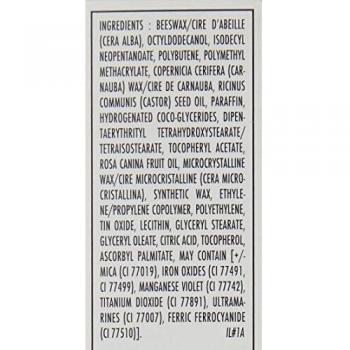 INGREDIENTS : BEESWAX/CIRE D'ABEILLE
(CERA ALBA), OCTYLDODECANOL, ISODECYL
NEOPENTANOATE, POLYBUTENE, POLYMETHYL
METHACRYLATE, COPERNICIA CERIFERA (CAR-
NAUBA) WAX/CIRE DE CARNAUBA, RICINUS
COMMUNIS (CASTOR) SEED OIL, PARAFFIN,
HYDROGENATED COCO-GLYCERIDES, DIPEN-
TAERYTHRITYL TETRAHYDROXYSTEARATE/
TETRAISOSTEARATE, TOCOPHERYL ACETATE,
ROSA CANINA FRUIT OIL, MICROCRYSTALLINE
WAX/CIRE MICROCRISTALLINE (CERA MICRO-
CRISTALLINA), SYNTHETIC WAX, ETHYLE-
NE/PROPYLENE COPOLYMER, POLYETHYLENE,
TIN OXIDE, LECITHIN, GLYCERYL STEARATE,
GLYCERYL OLEATE, CITRIC ACID, TOCOPHEROL,
ASCORBYL PALMITATE, MAY CONTAIN [+/-
MICA (CI 77019), IRON OXIDES (CI 77491,
CI 77499), MANGANESE VIOLET (CI 77742),
TITANIUM DIOXIDE (CI 77891), ULTRAMA-
RINES (CI 77007), FERRIC FERROCYANIDE
(CI 77510)]. IL#1A